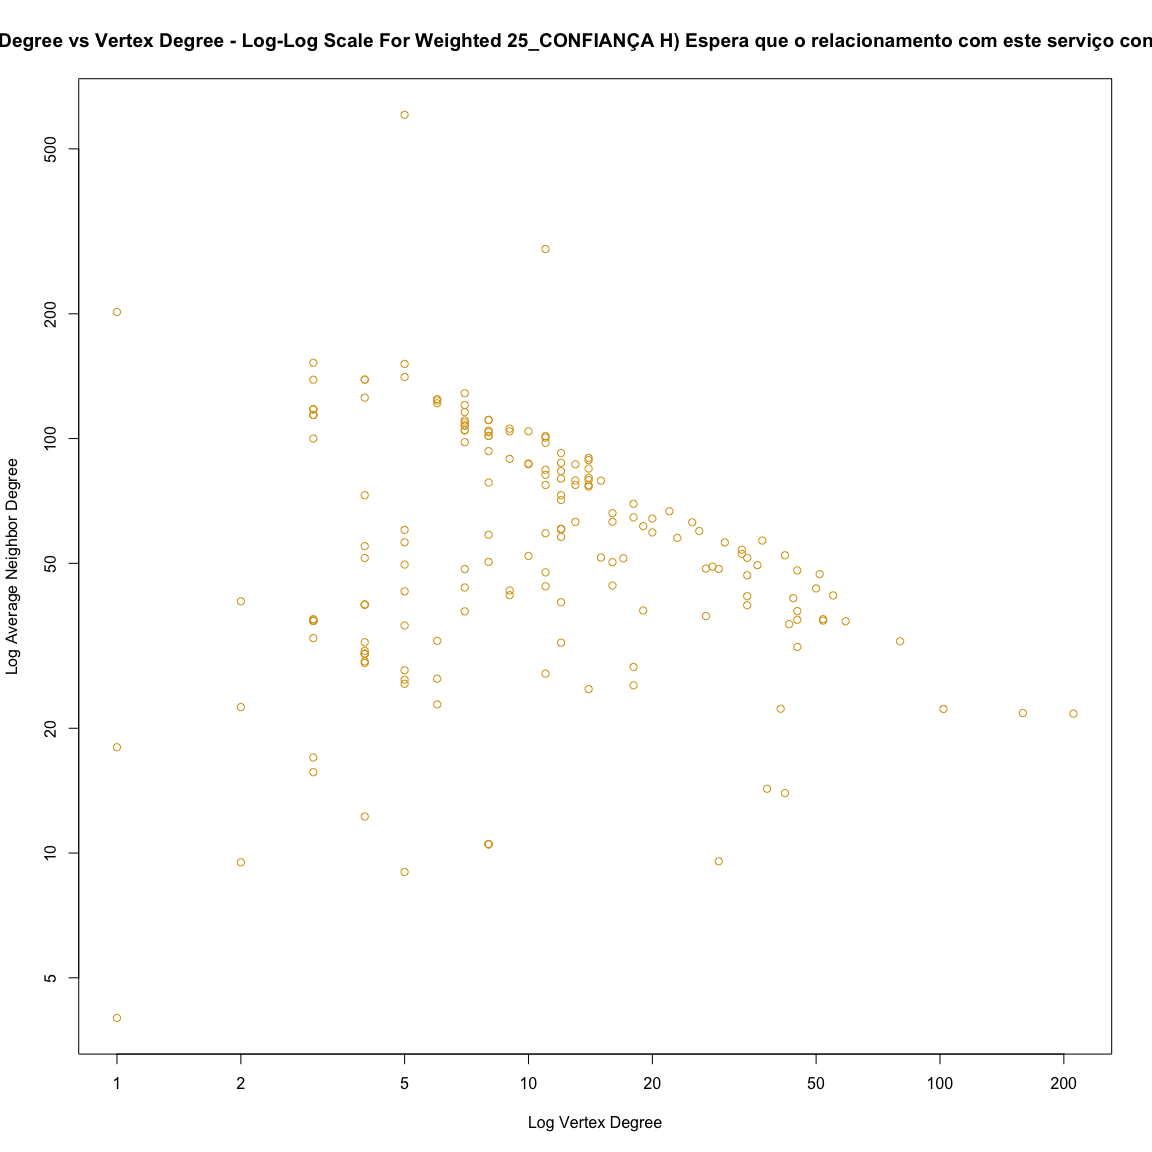 Degree vs Vertex Degree - Log-Log Scale For Weighted 25_CONFIANÇA H) Espera que o relacionamento com este serviço con
500
200
100
50
20
10
5
Log Average Neighbor Degree
1 2 5 10 20 50 100 200
Log Vertex Degree